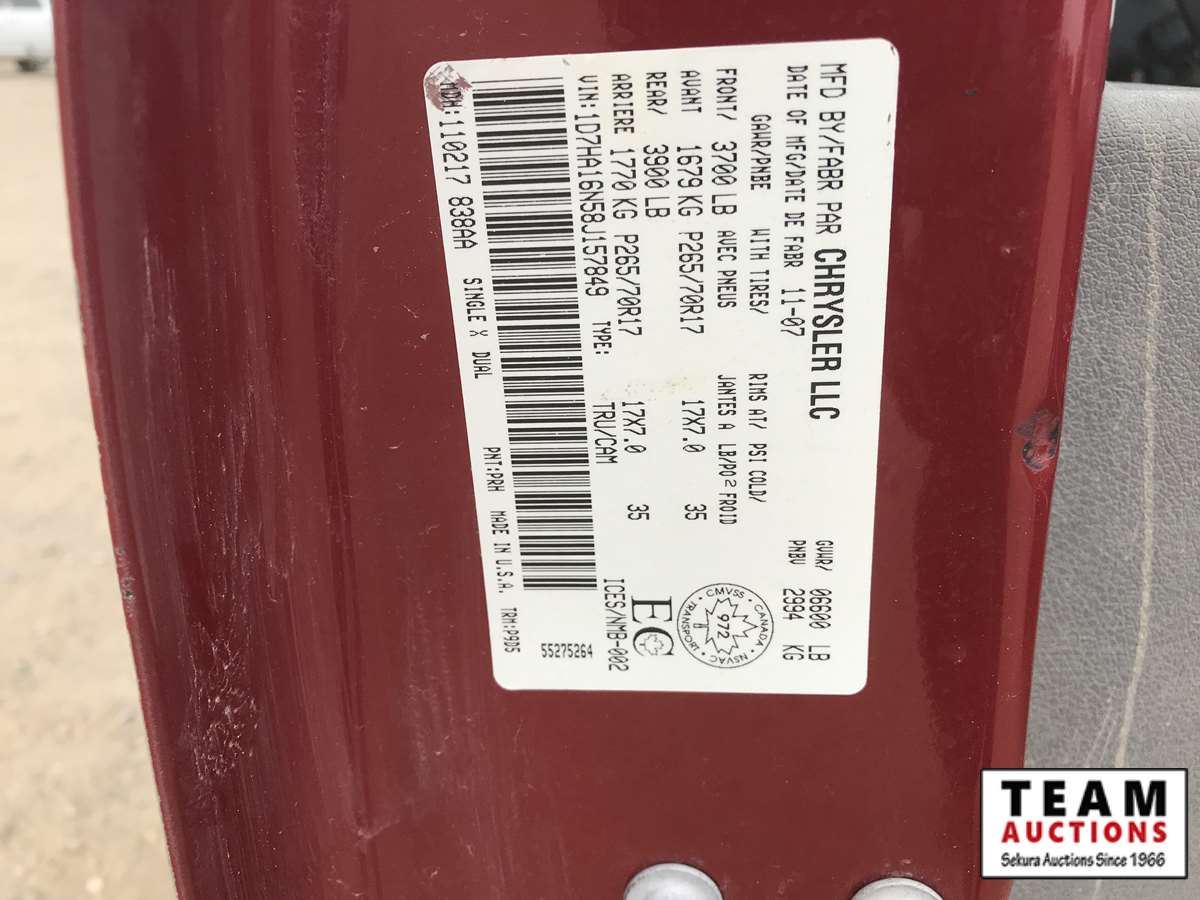 MFD BY/FABR PAR CHRYSLER LLC
DATE OF MFG/DATE DE FABR 11-07
GVWR/ 06600 LB
PNBV 2994 KG
GAWR/PNBE WITH TIRES/ RIMS AT/ PSI COLD/
FRONT/ 3700 LB AVEC PNEUS JANTES A LB/PO² FROID
AVANT 1679 KG P265/70R17 17X7.0 35
REAR/ 3900 LB
ARRIERE 1770 KG P265/70R17 17X7.0 35
VIN:1D7HA16N58J157849 TYPE: TRU/CAM
ICES/NMB-002
EC
CMVSS CANADA
972
TRANSPORT NSVAC
55275264
MDH:110217 838AA SINGLE X DUAL PNT:PRH MADE IN U.S.A. TRM:P9D5
TEAM
AUCTIONS
Sekura Auctions Since 1966